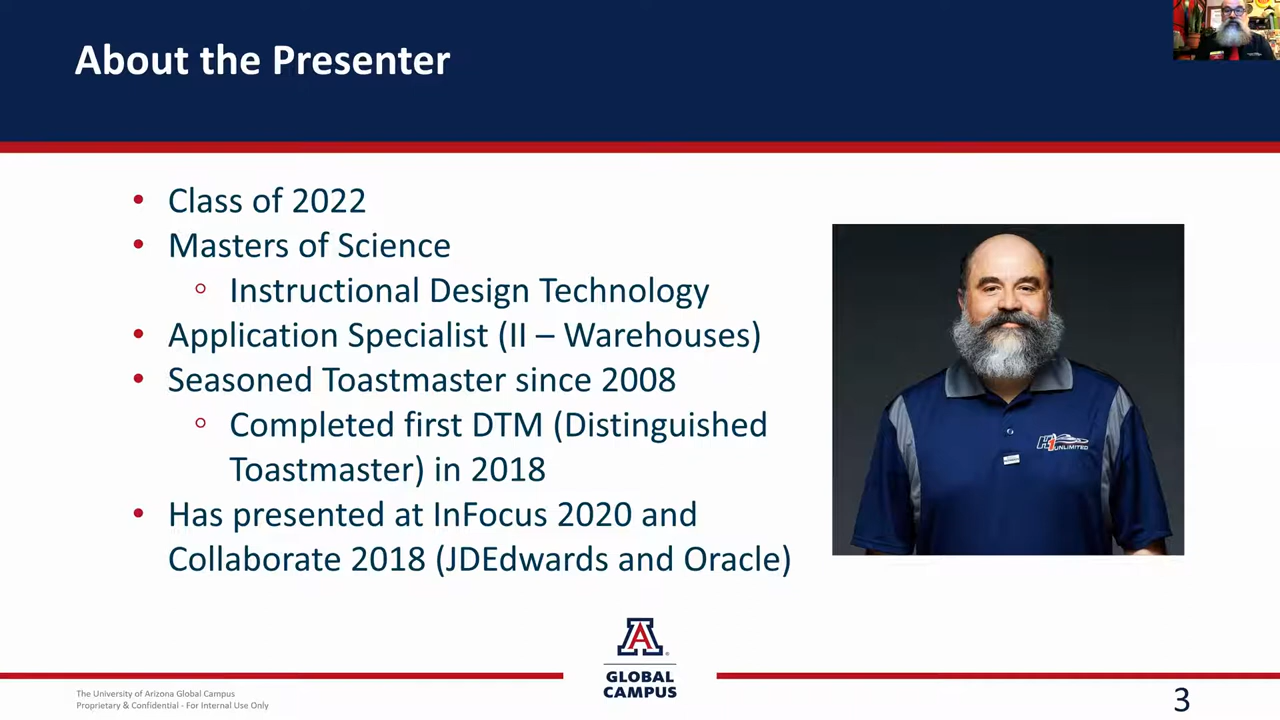 About the Presenter
• Class of 2022
• Masters of Science
◦ Instructional Design Technology
• Application Specialist (II – Warehouses)
• Seasoned Toastmaster since 2008
◦ Completed first DTM (Distinguished
Toastmaster) in 2018
• Has presented at InFocus 2020 and
Collaborate 2018 (JDEdwards and Oracle)
H1 UNLIMITED
A
GLOBAL
CAMPUS
The University of Arizona Global Campus
Proprietary & Confidential - For Internal Use Only
3